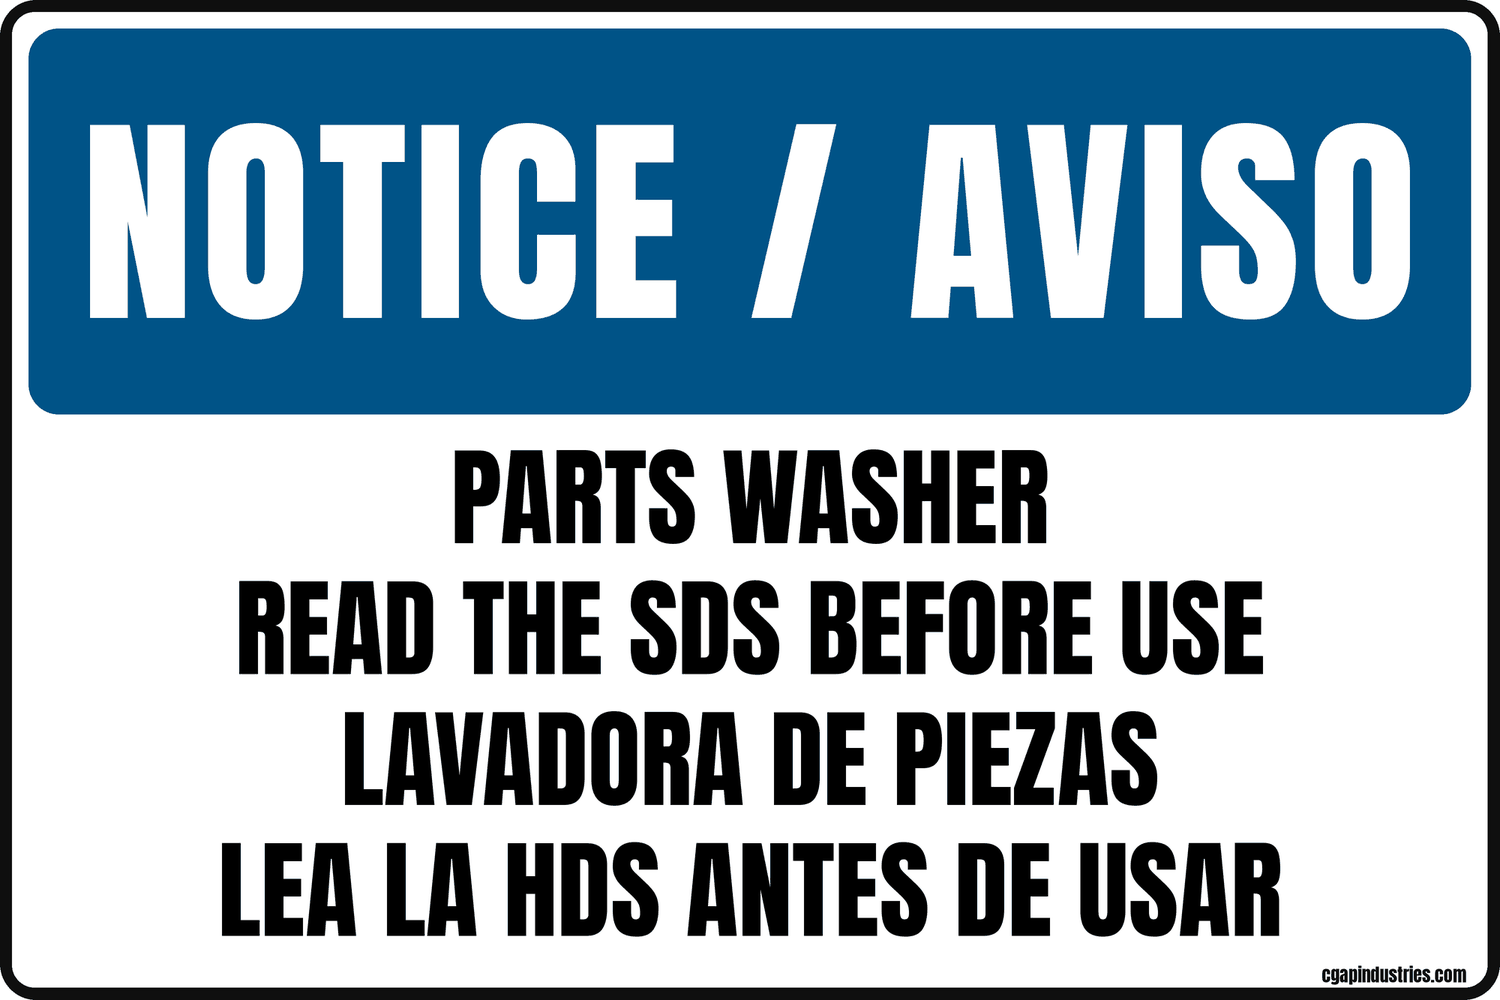 NOTICE / AVISO
PARTS WASHER
READ THE SDS BEFORE USE
LAVADORA DE PIEZAS
LEA LA HDS ANTES DE USAR
cgapindustries.com